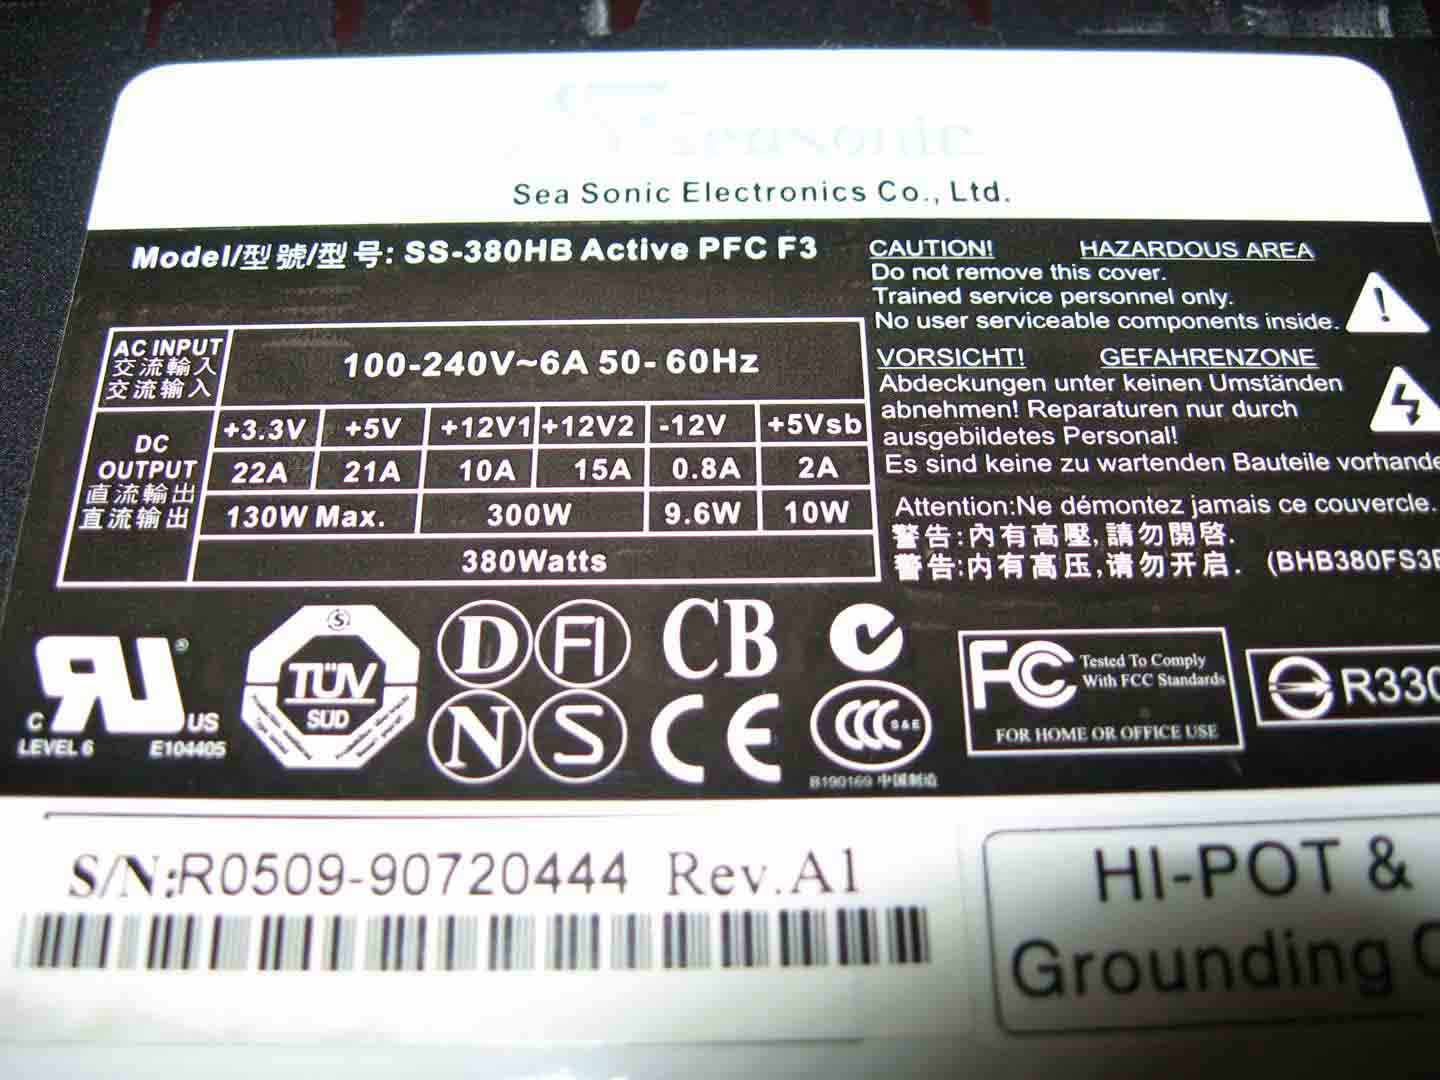 Seasonic
Sea Sonic Electronics Co., Ltd.
Model/型號/型号: SS-380HB Active PFC F3
AC INPUT
交流輸入
交流输入
100-240V~6A 50-60Hz
DC
OUTPUT
直流輸出
直流输出
+3.3V +5V +12V1 +12V2 -12V +5Vsb
22A 21A 10A 15A 0.8A 2A
130W Max. 300W 9.6W 10W
380Watts
CAUTION! HAZARDOUS AREA
Do not remove this cover.
Trained service personnel only.
No user serviceable components inside.
VORSICHT! GEFAHRENZONE
Abdeckungen unter keinen Umständen
abnehmen! Reparaturen nur durch
ausgebildetes Personal!
Es sind keine zu wartenden Bauteile vorhande
Attention:Ne démontez jamais ce couvercle.
警告:內有高壓,請勿開啓.
警告:内有高压,请勿开启. (BHB380FS3F
C RU ® US
LEVEL 6 E104405
S
TÜV
SÜD
D FI
N S
CB
CE
CCC S&E
B190169 中国制造
FC Tested To Comply
With FCC Standards
FOR HOME OR OFFICE USE
R330
S/N:R0509-90720444 Rev.A1
HI-POT &
Grounding